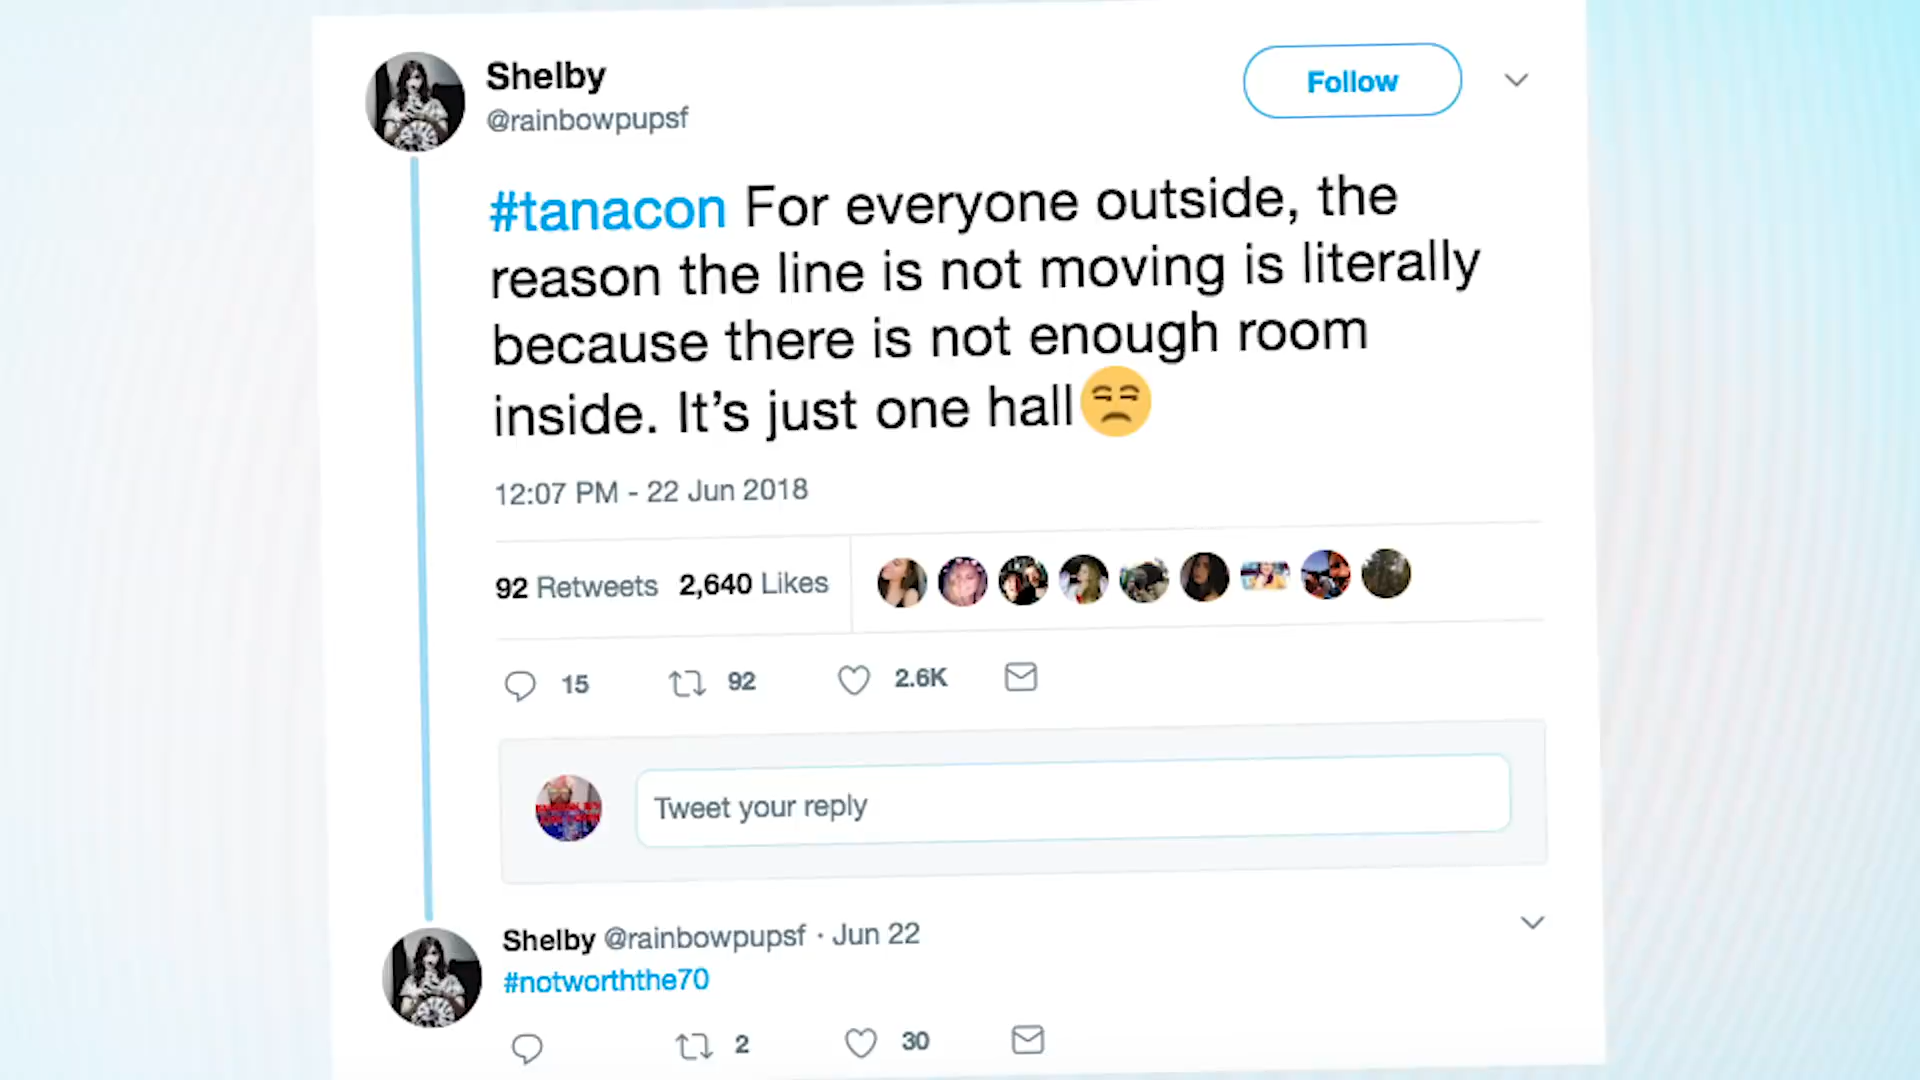 Shelby
@rainbowpupsf
Follow
#tanacon For everyone outside, the
reason the line is not moving is literally
because there is not enough room
inside. It's just one hall😒
12:07 PM - 22 Jun 2018
92 Retweets 2,640 Likes
15 92 2.6K
Tweet your reply
Shelby @rainbowpupsf · Jun 22
#notworththe70
2 30